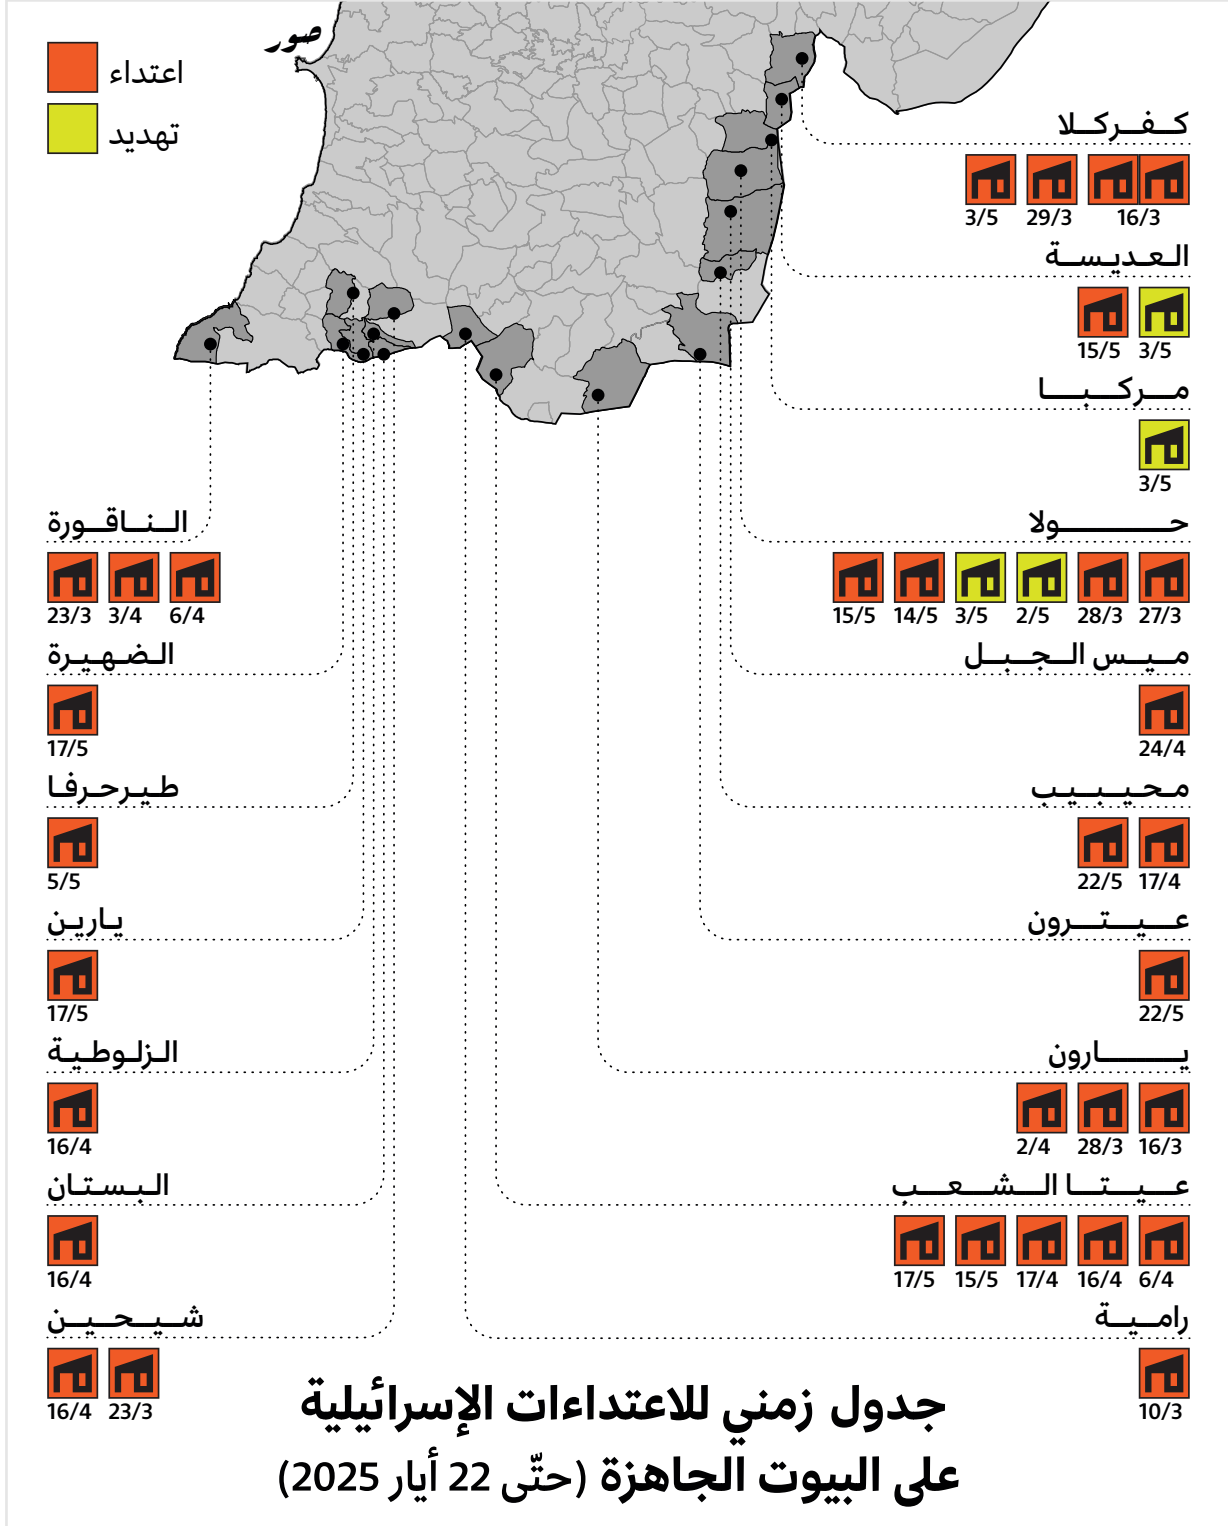 صور
اعتداء
تهديد
كفركلا
3/5 29/3 16/3
العديسة
15/5 3/5
مركبا
3/5
حولا
15/5 14/5 3/5 2/5 28/3 27/3
ميس الجبل
24/4
محيبيب
22/5 17/4
عيترون
22/5
يارون
2/4 28/3 16/3
عيتا الشعب
17/5 15/5 17/4 16/4 6/4
رامية
10/3
الناقورة
23/3 3/4 6/4
الضهيرة
17/5
طيرحرفا
5/5
يارين
17/5
الزلوطية
16/4
البستان
16/4
شيحين
16/4 23/3
جدول زمني للاعتداءات الإسرائيلية
على البيوت الجاهزة (حتّى 22 أيار 2025)